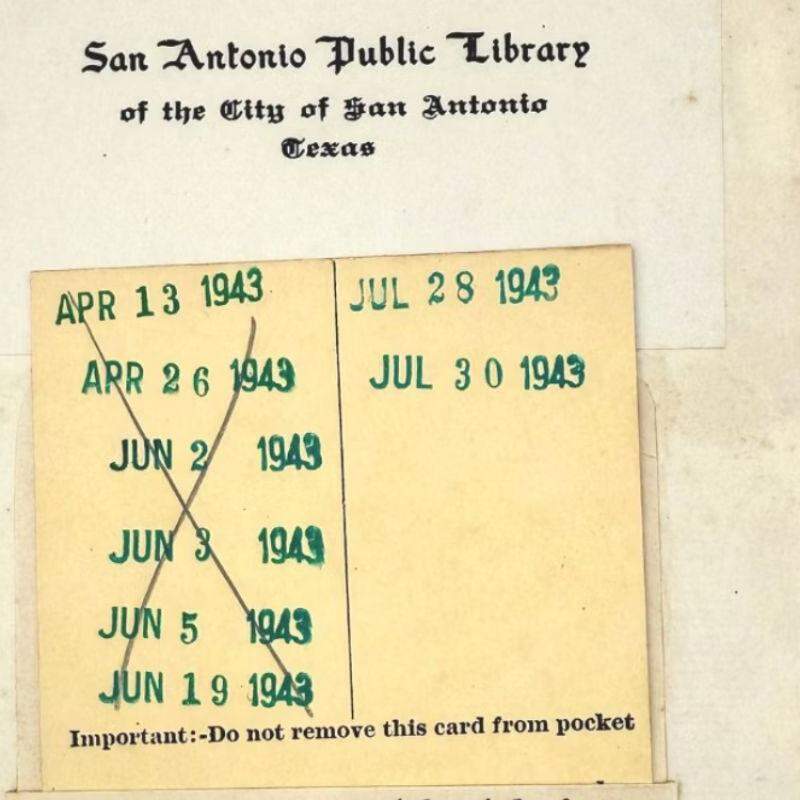 San Antonio Public Library
of the City of San Antonio
Texas
APR 13 1943
APR 26 1943
JUN 2 1943
JUN 3 1943
JUN 5 1943
JUN 19 1943
JUL 28 1943
JUL 30 1943
Important:-Do not remove this card from pocket